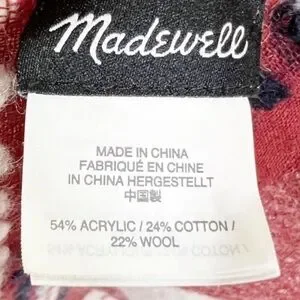 Madewell
MADE IN CHINA
FABRIQUÉ EN CHINE
IN CHINA HERGESTELLT
中国製
54% ACRYLIC / 24% COTTON /
22% WOOL